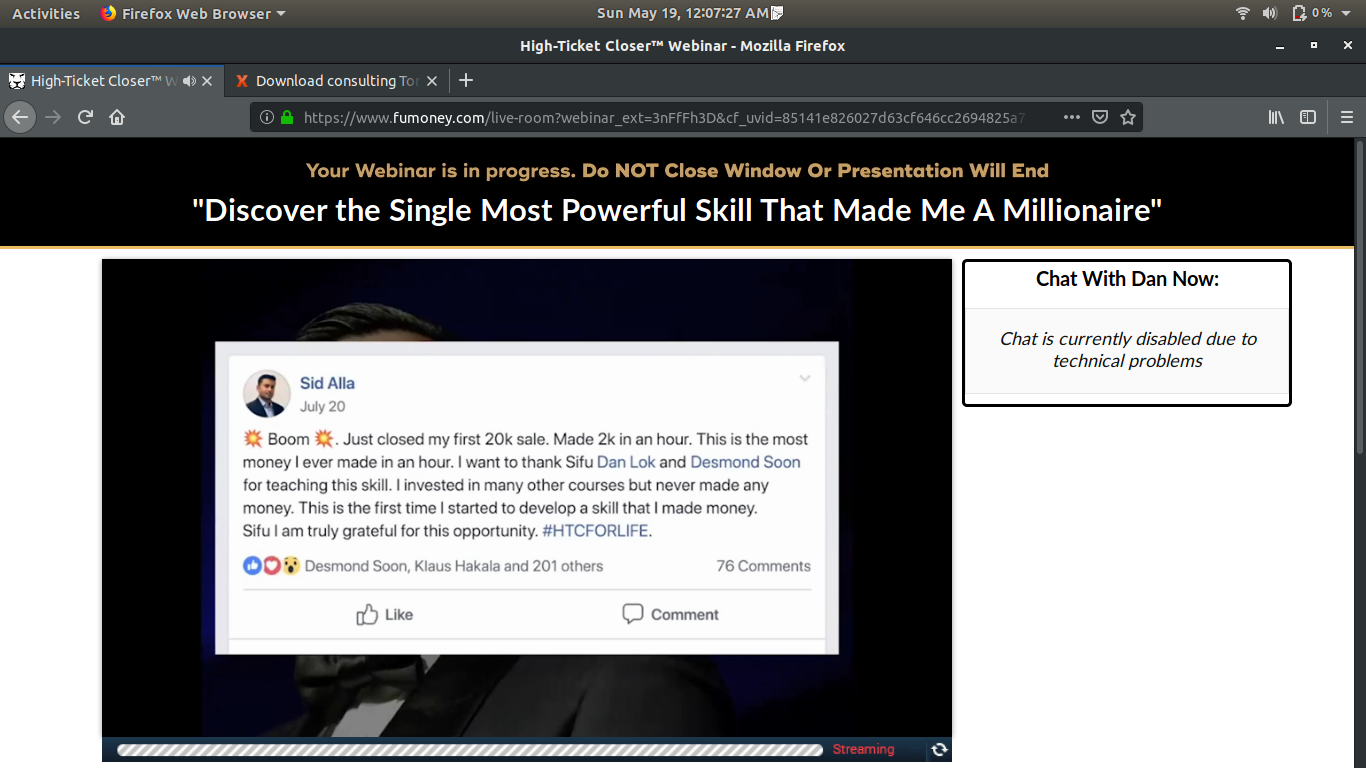 Activities Firefox Web Browser Sun May 19, 12:07:27 AM 0 %
High-Ticket Closer™ Webinar - Mozilla Firefox
High-Ticket Closer™ W Download consulting Tor
https://www.fumoney.com/live-room?webinar_ext=3nFfFh3D&cf_uvid=85141e826027d63cf646cc2694825a7
Your Webinar is in progress. Do NOT Close Window Or Presentation Will End
"Discover the Single Most Powerful Skill That Made Me A Millionaire"
Sid Alla
July 20
💥 Boom 💥. Just closed my first 20k sale. Made 2k in an hour. This is the most
money I ever made in an hour. I want to thank Sifu Dan Lok and Desmond Soon
for teaching this skill. I invested in many other courses but never made any
money. This is the first time I started to develop a skill that I made money.
Sifu I am truly grateful for this opportunity. #HTCFORLIFE.
Desmond Soon, Klaus Hakala and 201 others 76 Comments
Like Comment
Streaming
Chat With Dan Now:
Chat is currently disabled due to
technical problems